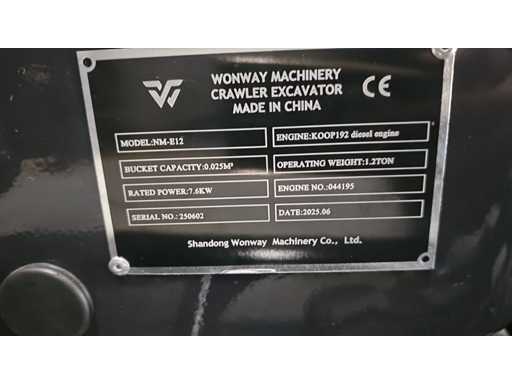 WONWAY MACHINERY
CRAWLER EXCAVATOR
MADE IN CHINA
CE
MODEL:NM-E12
ENGINE:KOOP192 diesel engine
BUCKET CAPACITY:0.025M³
OPERATING WEIGHT:1.2TON
RATED POWER:7.6KW
ENGINE NO.:044195
SERIAL NO.: 250602
DATE:2025.06
Shandong Wonway Machinery Co., Ltd.